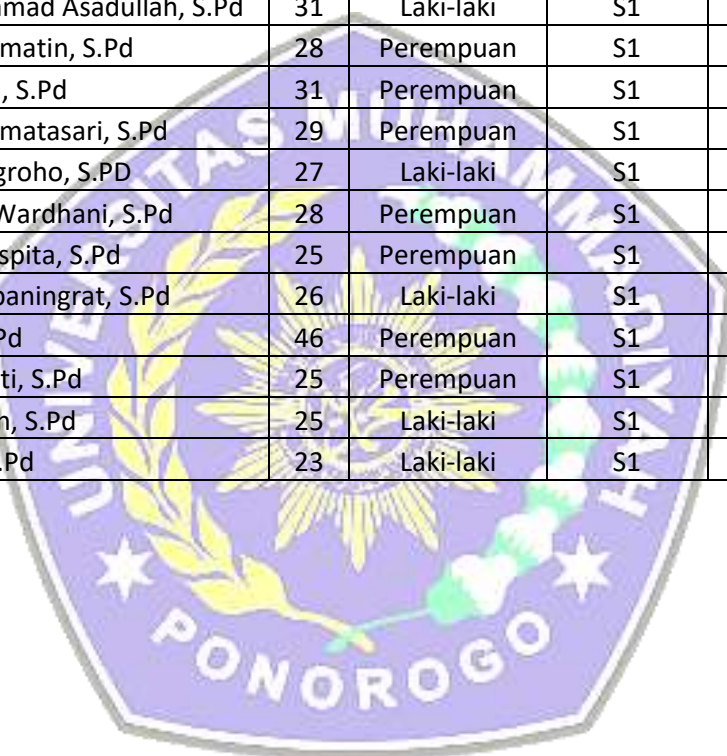 mad Asadullah, S.Pd 31 Laki-laki S1
matin, S.Pd 28 Perempuan S1
, S.Pd 31 Perempuan S1
matasari, S.Pd 29 Perempuan S1
groho, S.PD 27 Laki-laki S1
Wardhani, S.Pd 28 Perempuan S1
spita, S.Pd 25 Perempuan S1
baningrat, S.Pd 26 Laki-laki S1
Pd 46 Perempuan S1
ti, S.Pd 25 Perempuan S1
h, S.Pd 25 Laki-laki S1
.Pd 23 Laki-laki S1
UNIVERSITAS MUHAMMADIYAH
PONOROGO